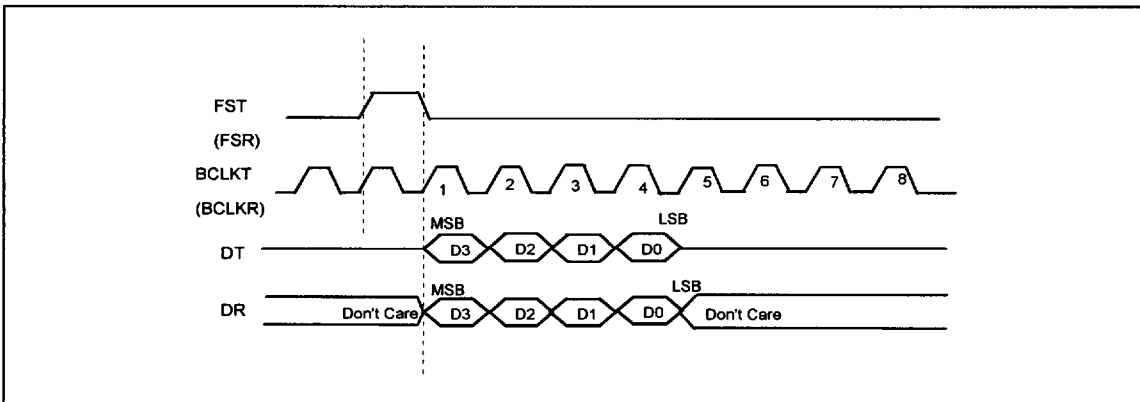 FST
(FSR)
BCLKT
(BCLKR)
1 2 3 4 5 6 7 8
MSB LSB
DT D3 D2 D1 D0
MSB LSB
DR Don't Care D3 D2 D1 D0 Don't Care